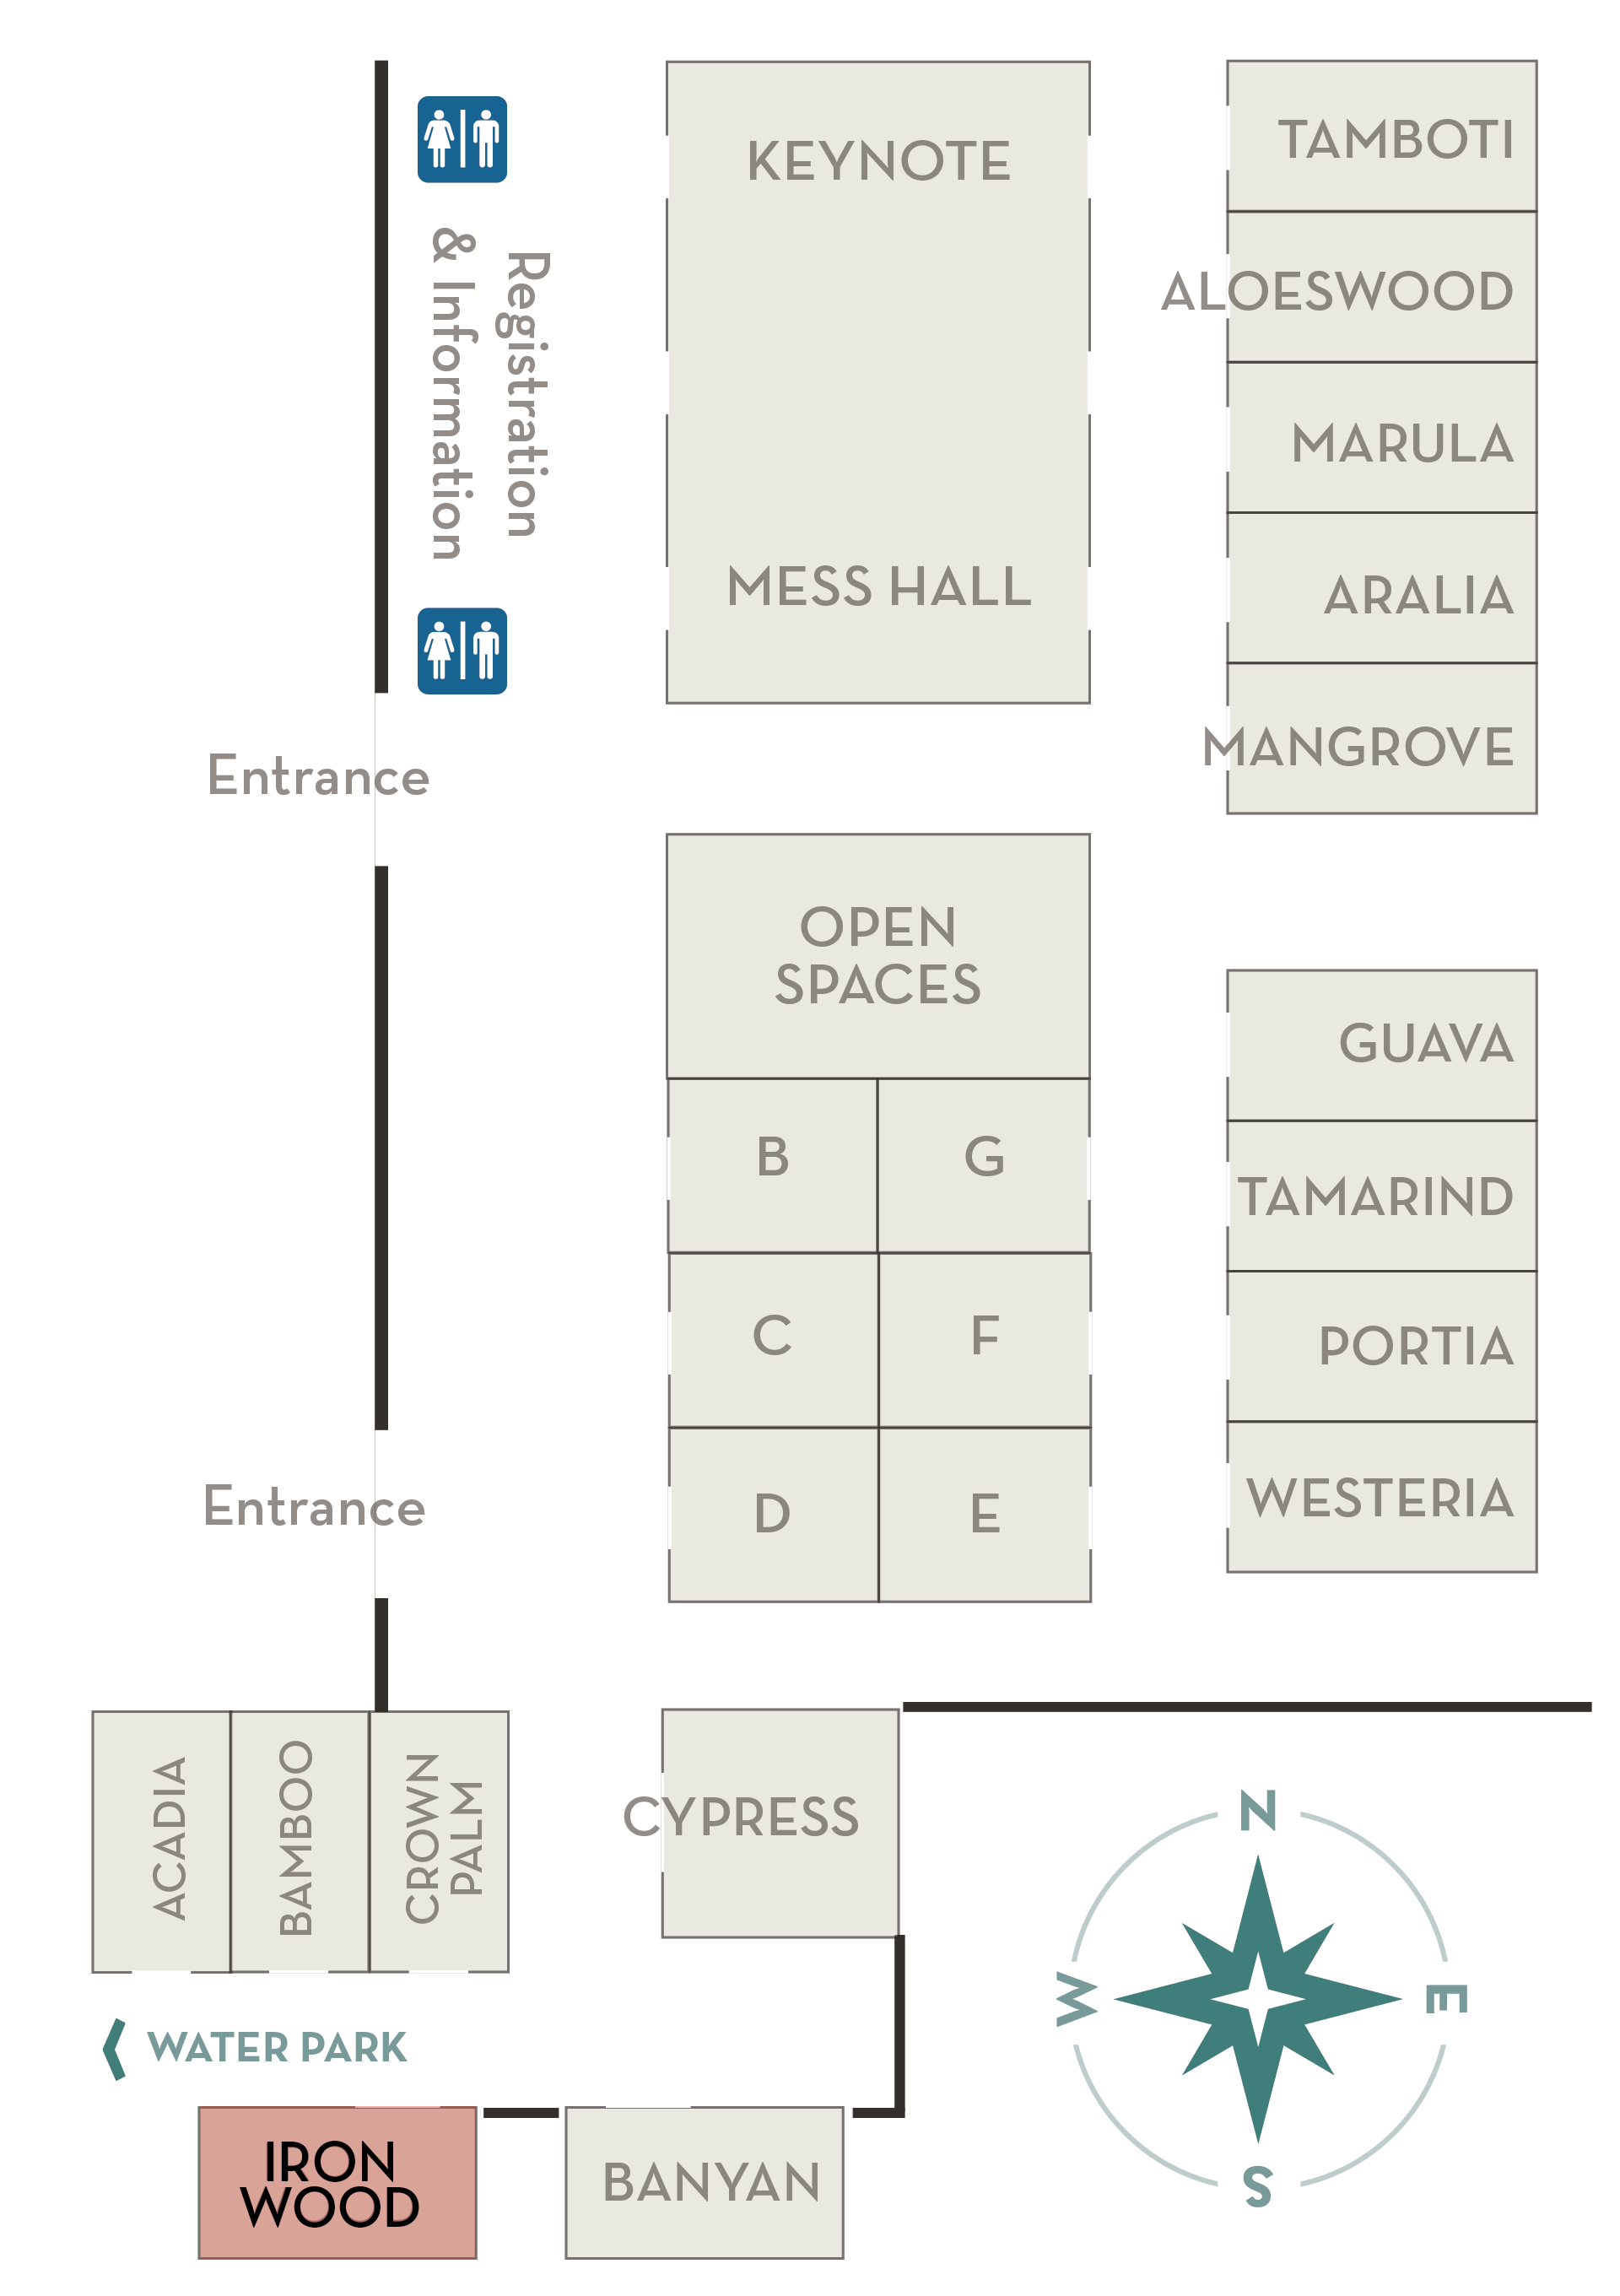 KEYNOTE
TAMBOTI
Registration
& Information
ALOESWOOD
MARULA
MESS HALL
ARALIA
MANGROVE
Entrance
OPEN
SPACES
GUAVA
B
G
TAMARIND
C
F
PORTIA
D
E
WESTERIA
Entrance
ACADIA
BAMBOO
CROWN
PALM
CYPRESS
N
W
E
S
WATER PARK
IRON
WOOD
BANYAN